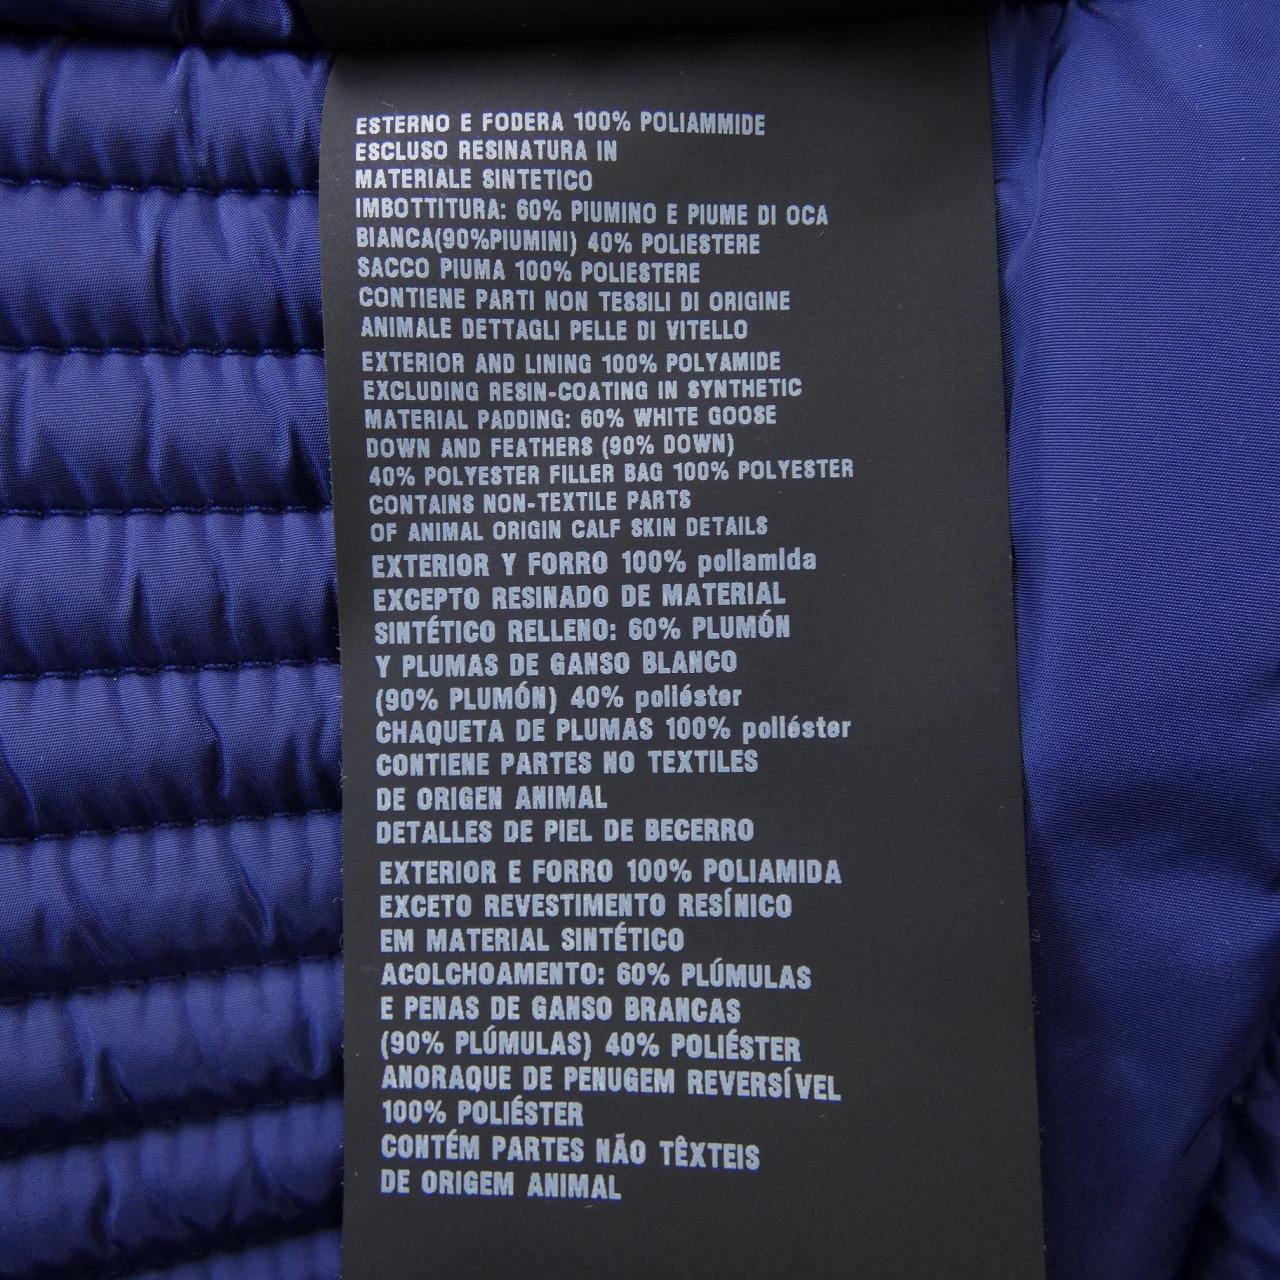 ESTERNO E FODERA 100% POLIAMMIDE
ESCLUSO RESINATURA IN
MATERIALE SINTETICO
IMBOTTITURA: 60% PIUMINO E PIUME DI OCA
BIANCA(90%PIUMINI) 40% POLIESTERE
SACCO PIUMA 100% POLIESTERE
CONTIENE PARTI NON TESSILI DI ORIGINE
ANIMALE DETTAGLI PELLE DI VITELLO
EXTERIOR AND LINING 100% POLYAMIDE
EXCLUDING RESIN-COATING IN SYNTHETIC
MATERIAL PADDING: 60% WHITE GOOSE
DOWN AND FEATHERS (90% DOWN)
40% POLYESTER FILLER BAG 100% POLYESTER
CONTAINS NON-TEXTILE PARTS
OF ANIMAL ORIGIN CALF SKIN DETAILS
EXTERIOR Y FORRO 100% poliamida
EXCEPTO RESINADO DE MATERIAL
SINTÉTICO RELLENO: 60% PLUMÓN
Y PLUMAS DE GANSO BLANCO
(90% PLUMÓN) 40% poliéster
CHAQUETA DE PLUMAS 100% poliéster
CONTIENE PARTES NO TEXTILES
DE ORIGEN ANIMAL
DETALLES DE PIEL DE BECERRO
EXTERIOR E FORRO 100% POLIAMIDA
EXCETO REVESTIMENTO RESÍNICO
EM MATERIAL SINTÉTICO
ACOLCHOAMENTO: 60% PLÚMULAS
E PENAS DE GANSO BRANCAS
(90% PLÚMULAS) 40% POLIÉSTER
ANORAQUE DE PENUGEM REVERSÍVEL
100% POLIÉSTER
CONTÉM PARTES NÃO TÊXTEIS
DE ORIGEM ANIMAL